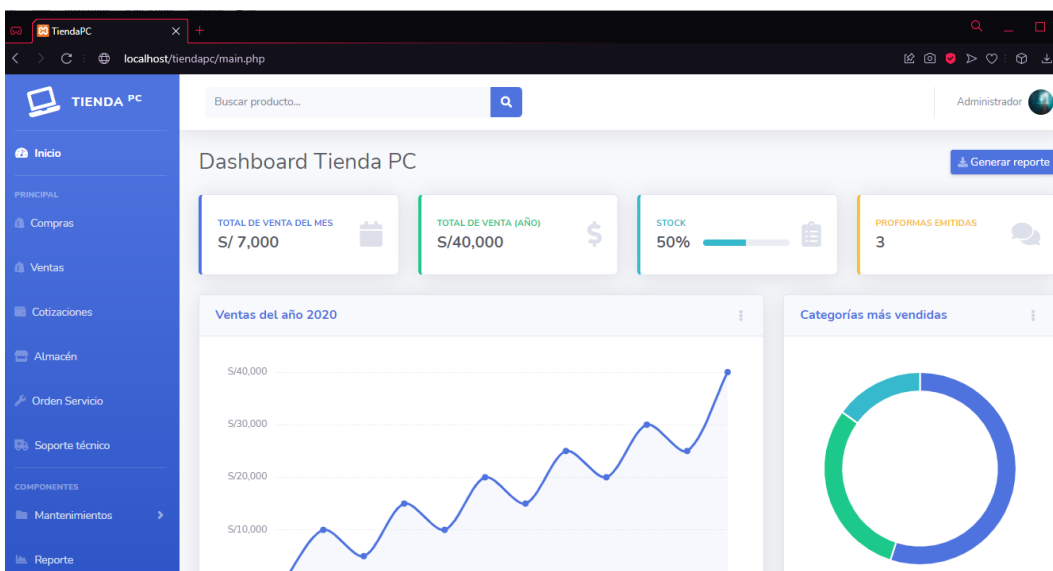 TiendaPC
localhost/tiendapc/main.php
TIENDA PC
Buscar producto...
Administrador
Inicio
Dashboard Tienda PC
Generar reporte
PRINCIPAL
Compras
Ventas
Cotizaciones
Almacén
Orden Servicio
Soporte técnico
COMPONENTES
Mantenimientos
Reporte
TOTAL DE VENTA DEL MES
S/ 7,000
TOTAL DE VENTA (AÑO)
S/40,000
STOCK
50%
PROFORMAS EMITIDAS
3
Ventas del año 2020
S/40,000
S/30,000
S/20,000
S/10,000
Categorías más vendidas